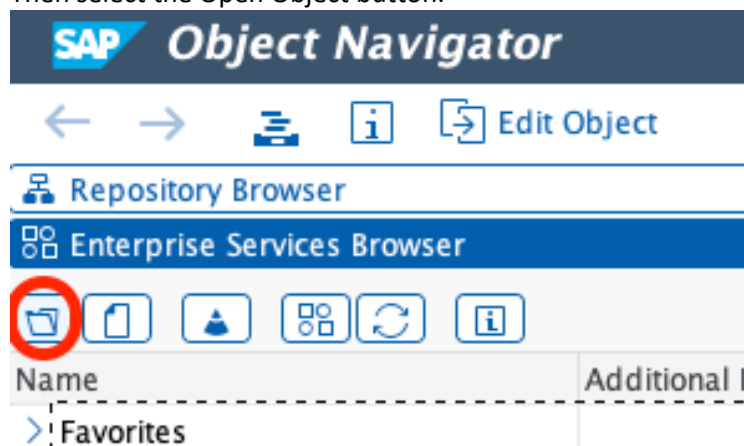 Then select the Open Object button.
SAP Object Navigator
Edit Object
Repository Browser
Enterprise Services Browser
Name Additional
Favorites